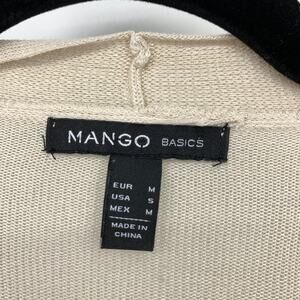 MANGO BASICS
EUR M
USA S
MEX M
MADE IN
CHINA